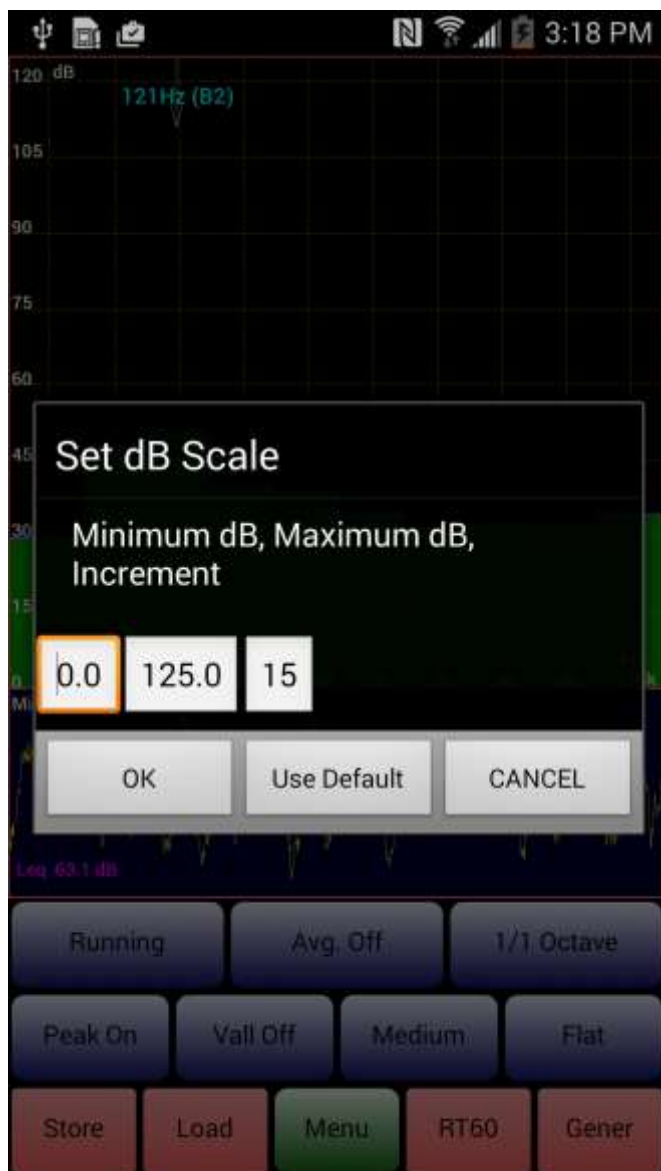 3:18 PM
120 dB
121Hz (B2)
105
90
75
60
45
Set dB Scale
30
Minimum dB, Maximum dB,
Increment
15
0.0 125.0 15
0
OK Use Default CANCEL
Leq 63.1 dB
Running Avg. Off 1/1 Octave
Peak On Vall Off Medium Flat
Store Load Menu RT60 Gener